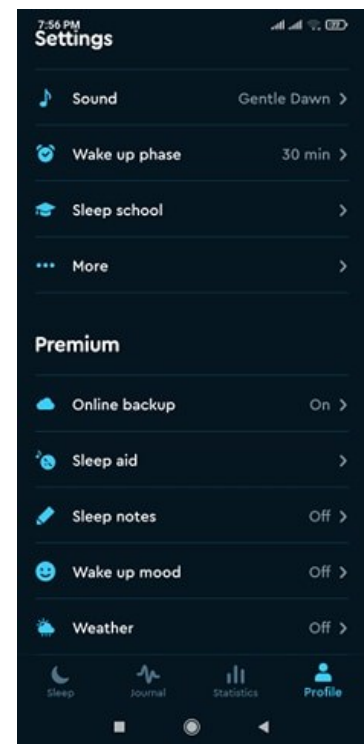 7:56 PM
Settings
Sound Gentle Dawn
Wake up phase 30 min
Sleep school
More
Premium
Online backup On
Sleep aid
Sleep notes Off
Wake up mood Off
Weather Off
Sleep Journal Statistics Profile